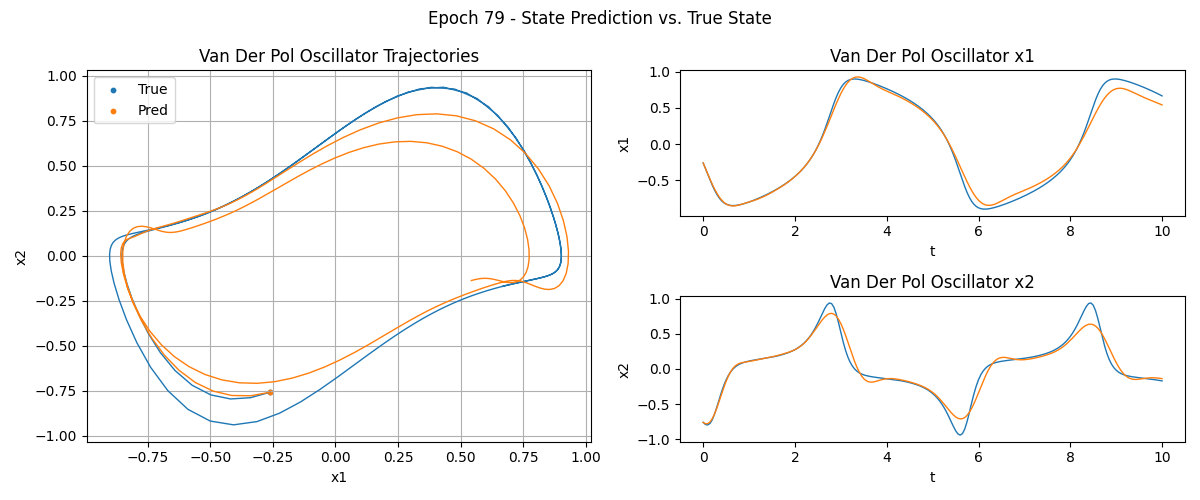 Epoch 79 - State Prediction vs. True State
Van Der Pol Oscillator Trajectories
True
Pred
1.00
0.75
0.50
0.25
0.00
−0.25
−0.50
−0.75
−1.00
x2
−0.75 −0.50 −0.25 0.00 0.25 0.50 0.75 1.00
x1
Van Der Pol Oscillator x1
1.0
0.5
0.0
−0.5
x1
0 2 4 6 8 10
t
Van Der Pol Oscillator x2
1.0
0.5
0.0
−0.5
−1.0
x2
0 2 4 6 8 10
t